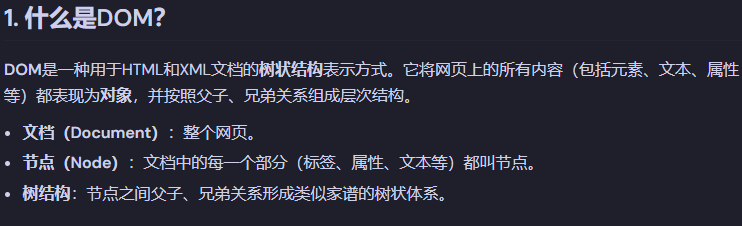 1. 什么是DOM？
DOM是一种用于HTML和XML文档的树状结构表示方式。它将网页上的所有内容（包括元素、文本、属性
等）都表现为对象，并按照父子、兄弟关系组成层次结构。
• 文档（Document）：整个网页。
• 节点（Node）：文档中的每一个部分（标签、属性、文本等）都叫节点。
• 树结构：节点之间父子、兄弟关系形成类似家谱的树状体系。